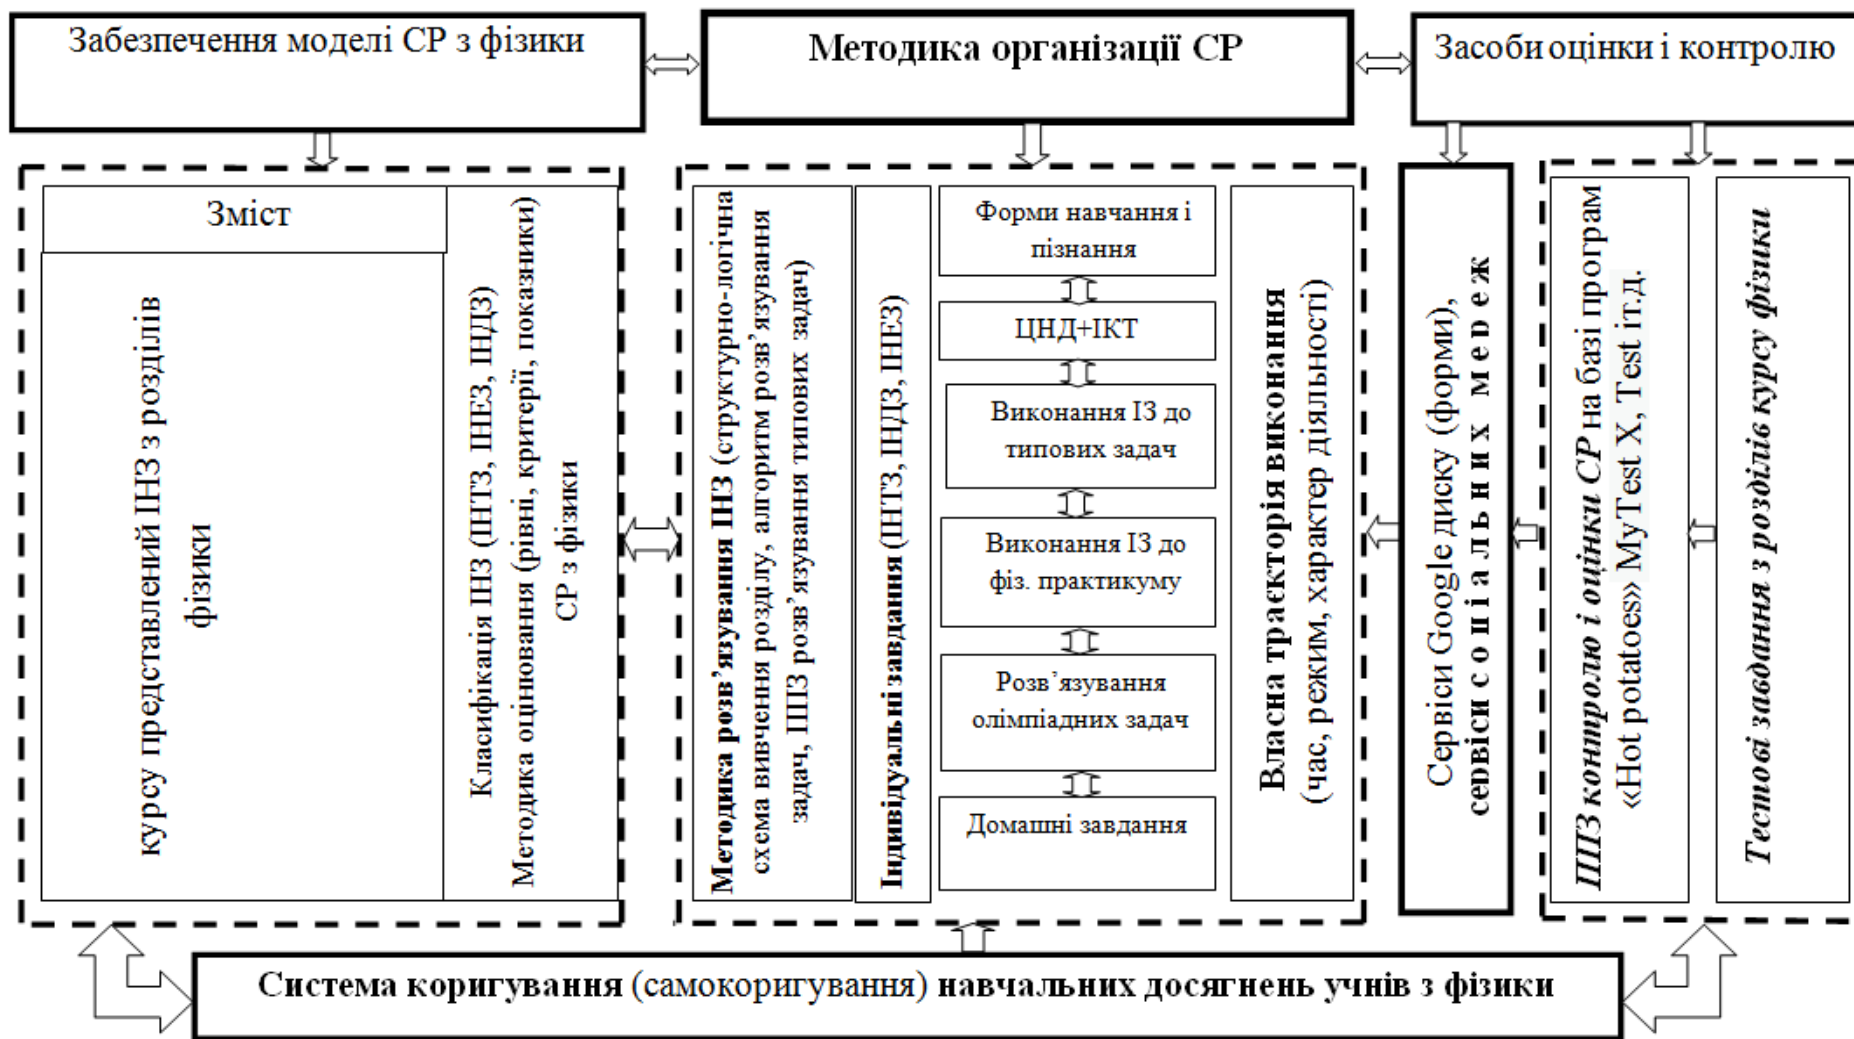 Забезпечення моделі СР з фізики
Методика організації СР
Засоби оцінки і контролю
Зміст
курсу представлений ІНЗ з розділів
фізики
Класифікація ІНЗ (ІНТЗ, ІНЕЗ, ІНДЗ)
Методика оцінювання (рівні, критерії, показники)
СР з фізики
Методика розв’язування ІНЗ (структурно-логічна
схема вивчення розділу, алгоритм розв’язування
задач, ППЗ розв’язування типових задач)
Індивідуальні завдання (ІНТЗ, ІНДЗ, ІНЕЗ)
Форми навчання і
пізнання
ЦНД+ІКТ
Виконання ІЗ до
типових задач
Виконання ІЗ до
фіз. практикуму
Розв’язування
олімпіадних задач
Домашні завдання
Власна траєкторія виконання
(час, режим, характер діяльності)
Сервіси Google диску (форми),
сервіси соціальних мереж
ППЗ контролю і оцінки СР на базі програм
«Hot potatoes» MyTest X, Test іт.д.
Тестові завдання з розділів курсу фізики
Система коригування (самокоригування) навчальних досягнень учнів з фізики